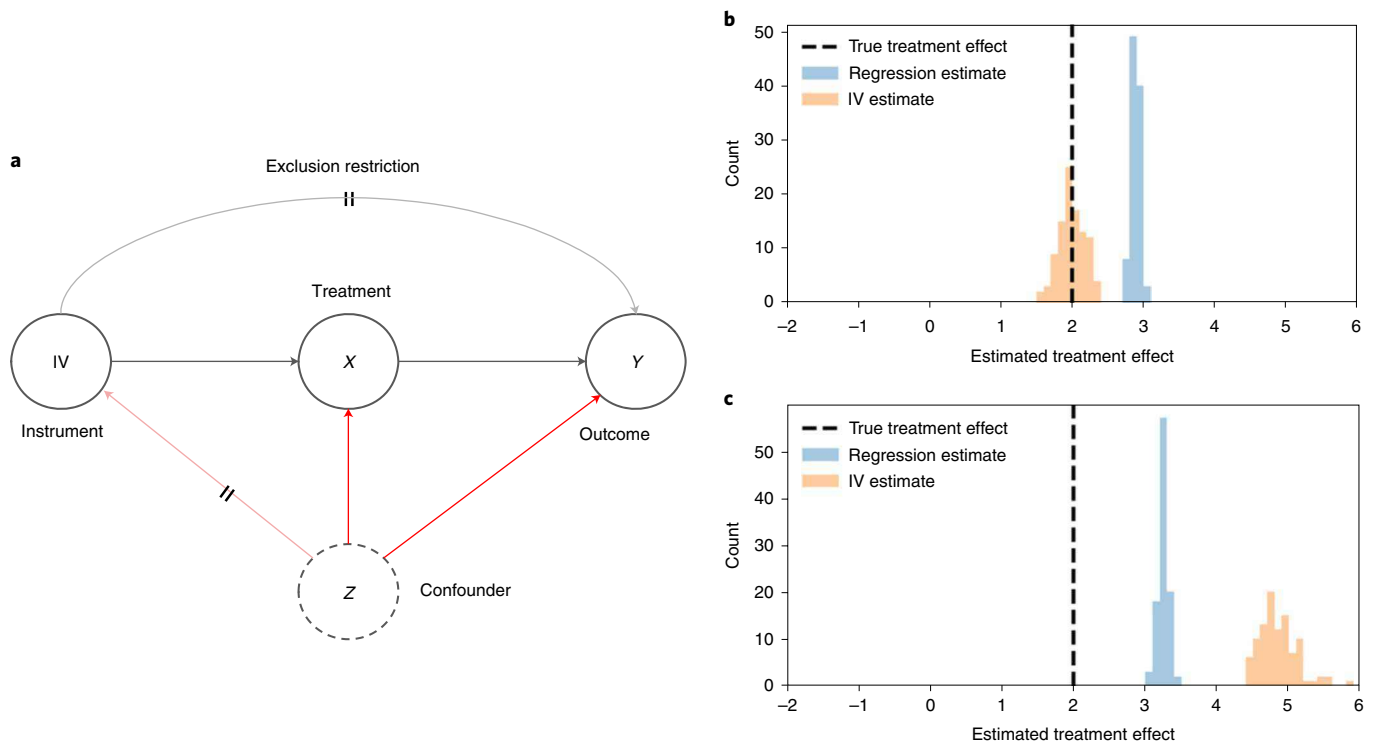 a
Exclusion restriction
Treatment
IV
X
Y
Instrument
Outcome
Z
Confounder
b
True treatment effect
Regression estimate
IV estimate
Count
50
40
30
20
10
0
–2 –1 0 1 2 3 4 5 6
Estimated treatment effect
c
True treatment effect
Regression estimate
IV estimate
Count
50
40
30
20
10
0
–2 –1 0 1 2 3 4 5 6
Estimated treatment effect